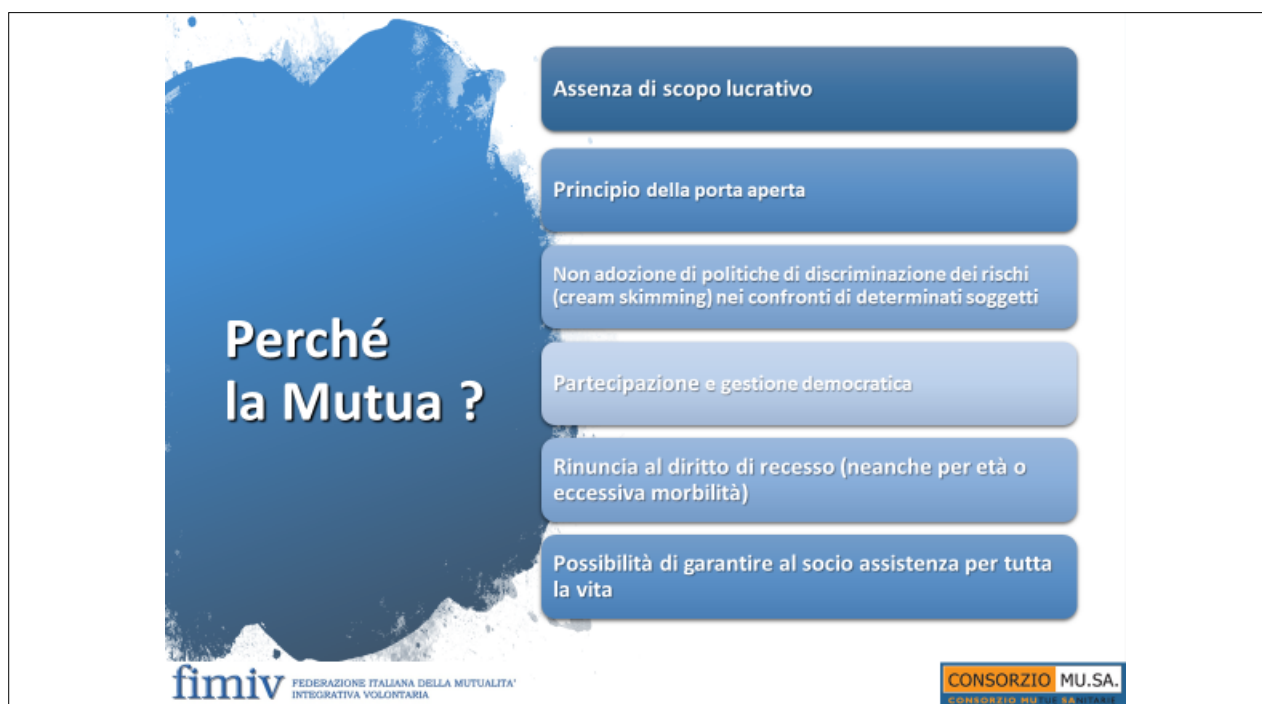 Perché
la Mutua ?
Assenza di scopo lucrativo
Principio della porta aperta
Non adozione di politiche di discriminazione dei rischi
(cream skimming) nei confronti di determinati soggetti
Partecipazione e gestione democratica
Rinuncia al diritto di recesso (neanche per età o
eccessiva morbilità)
Possibilità di garantire al socio assistenza per tutta
la vita
fimiv FEDERAZIONE ITALIANA DELLA MUTUALITA'
INTEGRATIVA VOLONTARIA
CONSORZIO MU.SA.
CONSORZIO MUTUE SANITARIE